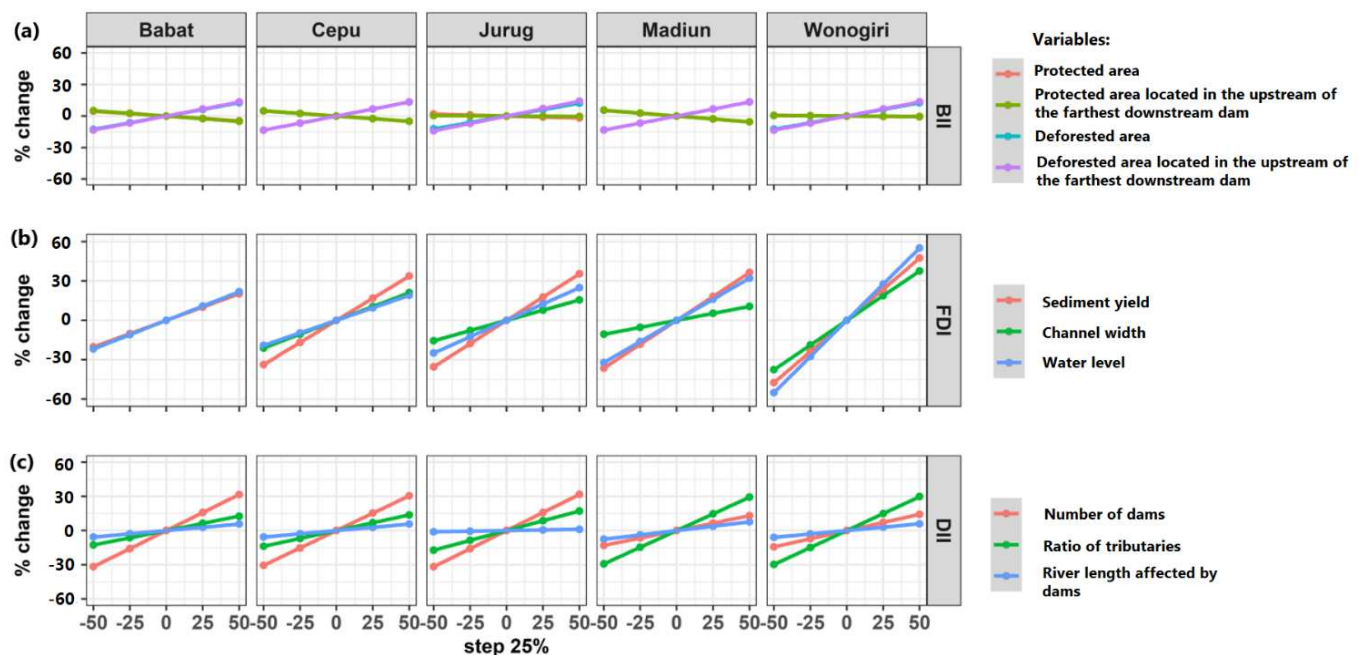 (a)
Babat
Cepu
Jurug
Madiun
Wonogiri
% change
60
30
0
-30
-60
BII
Variables:
Protected area
Protected area located in the upstream of
the farthest downstream dam
Deforested area
Deforested area located in the upstream of
the farthest downstream dam
(b)
% change
60
30
0
-30
-60
FDI
Sediment yield
Channel width
Water level
(c)
% change
60
30
0
-30
-60
DII
Number of dams
Ratio of tributaries
River length affected by
dams
-50 -25 0 25 50 -50 -25 0 25 50 -50 -25 0 25 50 -50 -25 0 25 50 -50 -25 0 25 50
step 25%